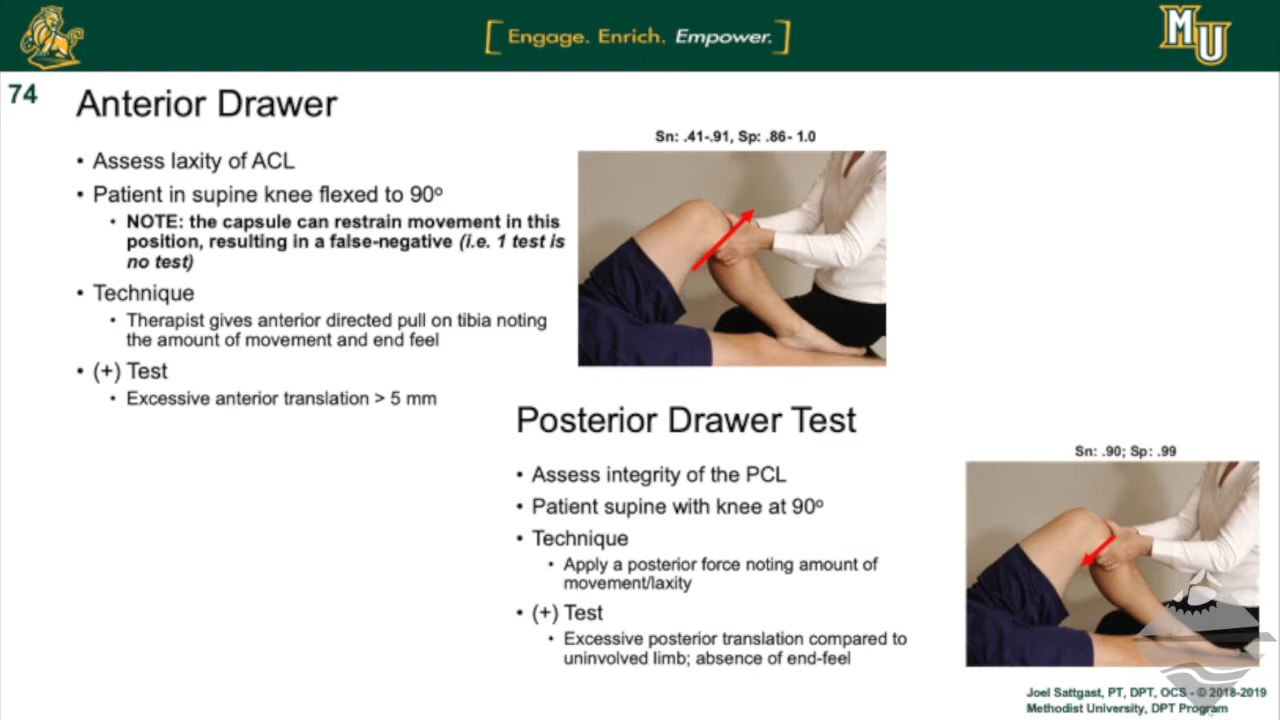 [ Engage. Enrich. Empower. ]
MU
74
Anterior Drawer
• Assess laxity of ACL
• Patient in supine knee flexed to 90º
• NOTE: the capsule can restrain movement in this
position, resulting in a false-negative (i.e. 1 test is
no test)
• Technique
• Therapist gives anterior directed pull on tibia noting
the amount of movement and end feel
• (+) Test
• Excessive anterior translation > 5 mm
Sn: .41-.91, Sp: .86- 1.0
Posterior Drawer Test
• Assess integrity of the PCL
• Patient supine with knee at 90º
• Technique
• Apply a posterior force noting amount of
movement/laxity
• (+) Test
• Excessive posterior translation compared to
uninvolved limb; absence of end-feel
Sn: .90; Sp: .99
Joel Sattgast, PT, DPT, OCS - © 2018-2019
Methodist University, DPT Program